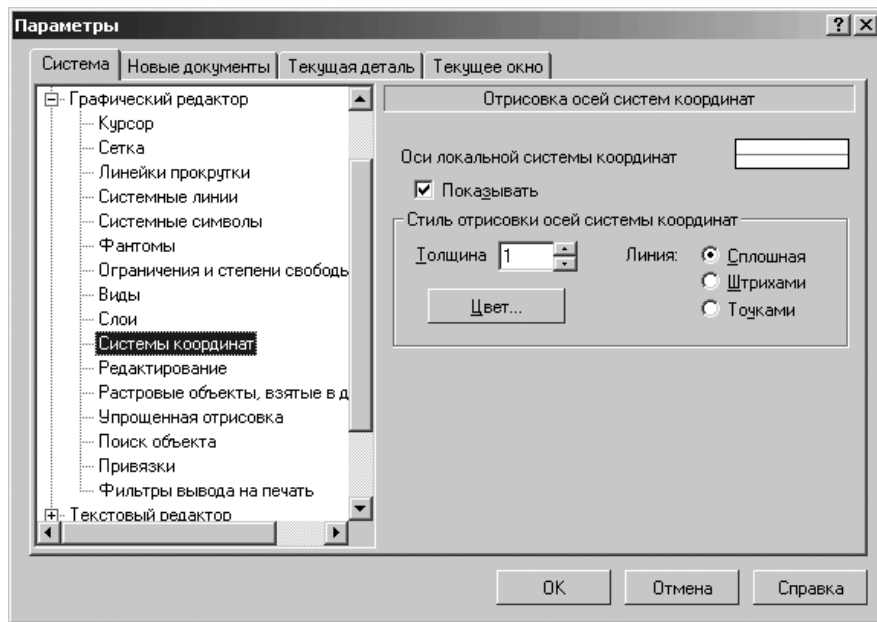 Параметры
Система
Новые документы
Текущая деталь
Текущее окно
Графический редактор
Курсор
Сетка
Линейки прокрутки
Системные линии
Системные символы
Фантомы
Ограничения и степени свободы
Виды
Слои
Системы координат
Редактирование
Растровые объекты, взятые в д
Упрощенная отрисовка
Поиск объекта
Привязки
Фильтры вывода на печать
Текстовый редактор
Отрисовка осей систем координат
Оси локальной системы координат
Показывать
Стиль отрисовки осей системы координат
Толщина 1 Линия: Сплошная
Штрихами
Цвет...
Точками
OK Отмена Справка